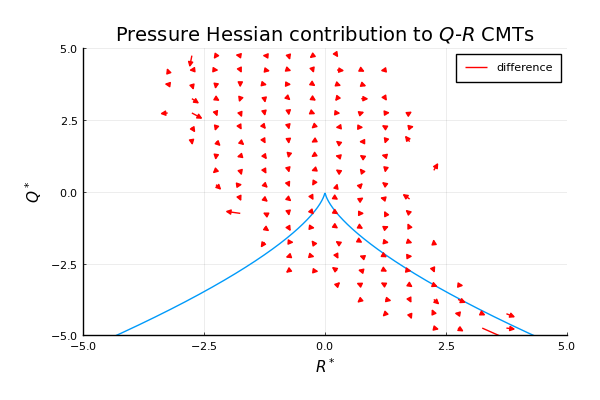 Pressure Hessian contribution to Q-R CMTs
difference
5.0
2.5
0.0
−2.5
−5.0
Q*
−5.0 −2.5 0.0 2.5 5.0
R*